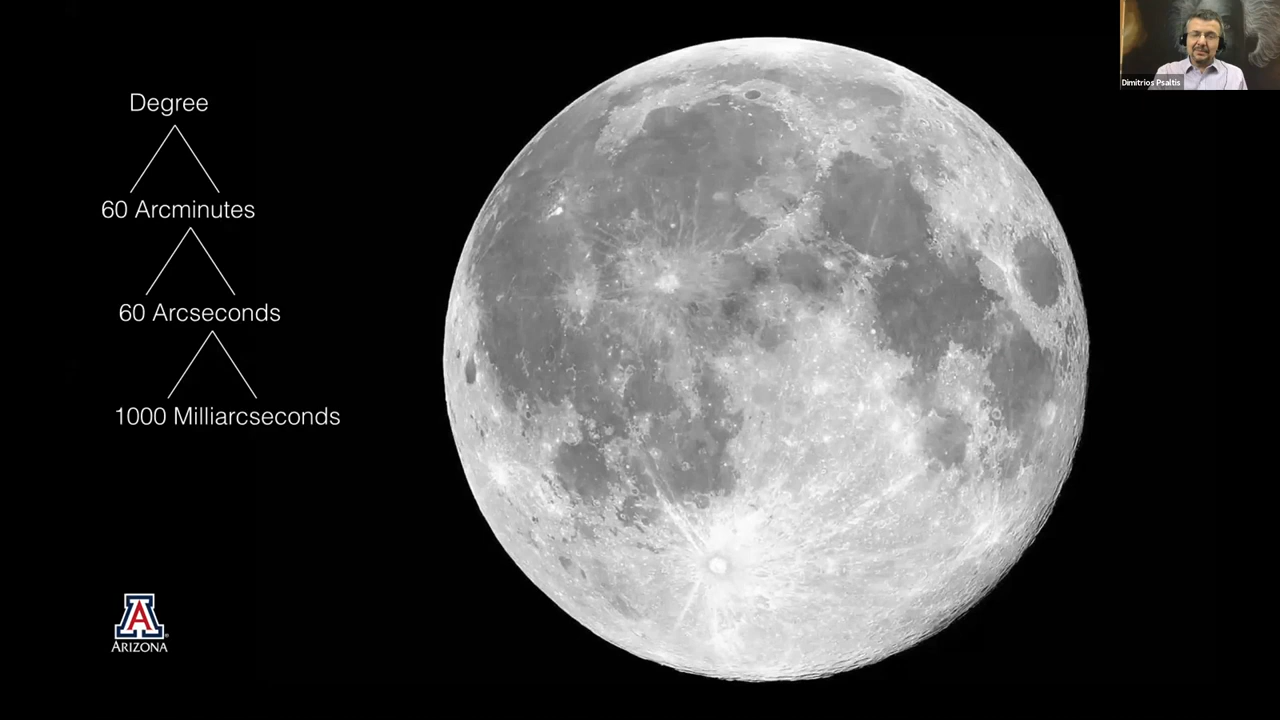 Degree
60 Arcminutes
60 Arcseconds
1000 Milliarcseconds
A
ARIZONA
Dimitrios Psaltis